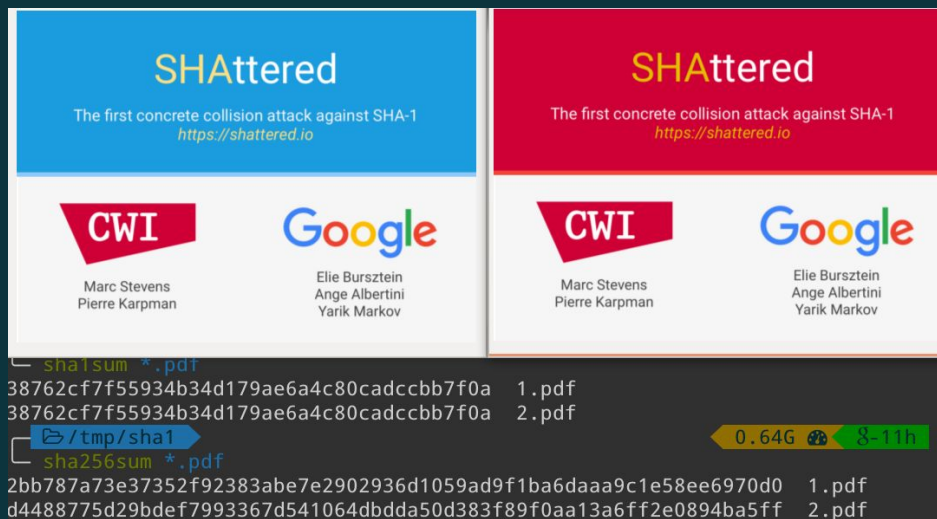 SHAttered
The first concrete collision attack against SHA-1
https://shattered.io
CWI
Marc Stevens
Pierre Karpman
Google
Elie Bursztein
Ange Albertini
Yarik Markov
SHAttered
The first concrete collision attack against SHA-1
https://shattered.io
CWI
Marc Stevens
Pierre Karpman
Google
Elie Bursztein
Ange Albertini
Yarik Markov
sha1sum *.pdf
38762cf7f55934b34d179ae6a4c80cadccbb7f0a 1.pdf
38762cf7f55934b34d179ae6a4c80cadccbb7f0a 2.pdf
/tmp/sha1 0.64G 8-11h
sha256sum *.pdf
2bb787a73e37352f92383abe7e2902936d1059ad9f1ba6daaa9c1e58ee6970d0 1.pdf
d4488775d29bdef7993367d541064dbdda50d383f89f0aa13a6ff2e0894ba5ff 2.pdf